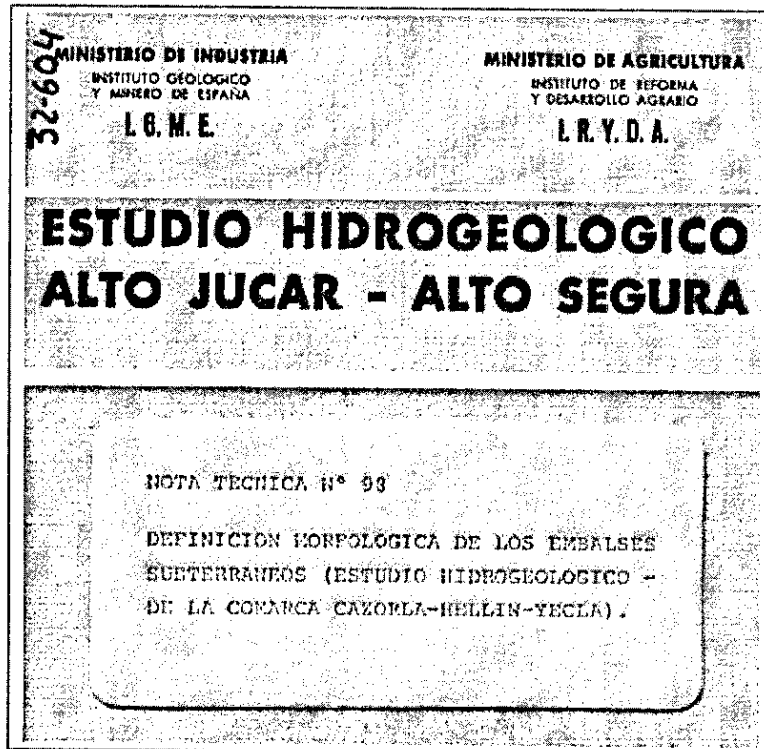 32-604
MINISTERIO DE INDUSTRIA
INSTITUTO GEOLOGICO
Y MINERO DE ESPAÑA
I. G. M. E.
MINISTERIO DE AGRICULTURA
INSTITUTO DE REFORMA
Y DESARROLLO AGRARIO
I. R. Y. D. A.
ESTUDIO HIDROGEOLOGICO
ALTO JUCAR - ALTO SEGURA
NOTA TECNICA Nº 93
DEFINICION MORFOLOGICA DE LOS EMBALSES
SUBTERRANEOS (ESTUDIO HIDROGEOLOGICO -
DE LA COMARCA CAZORLA-HELLIN-YECLA).